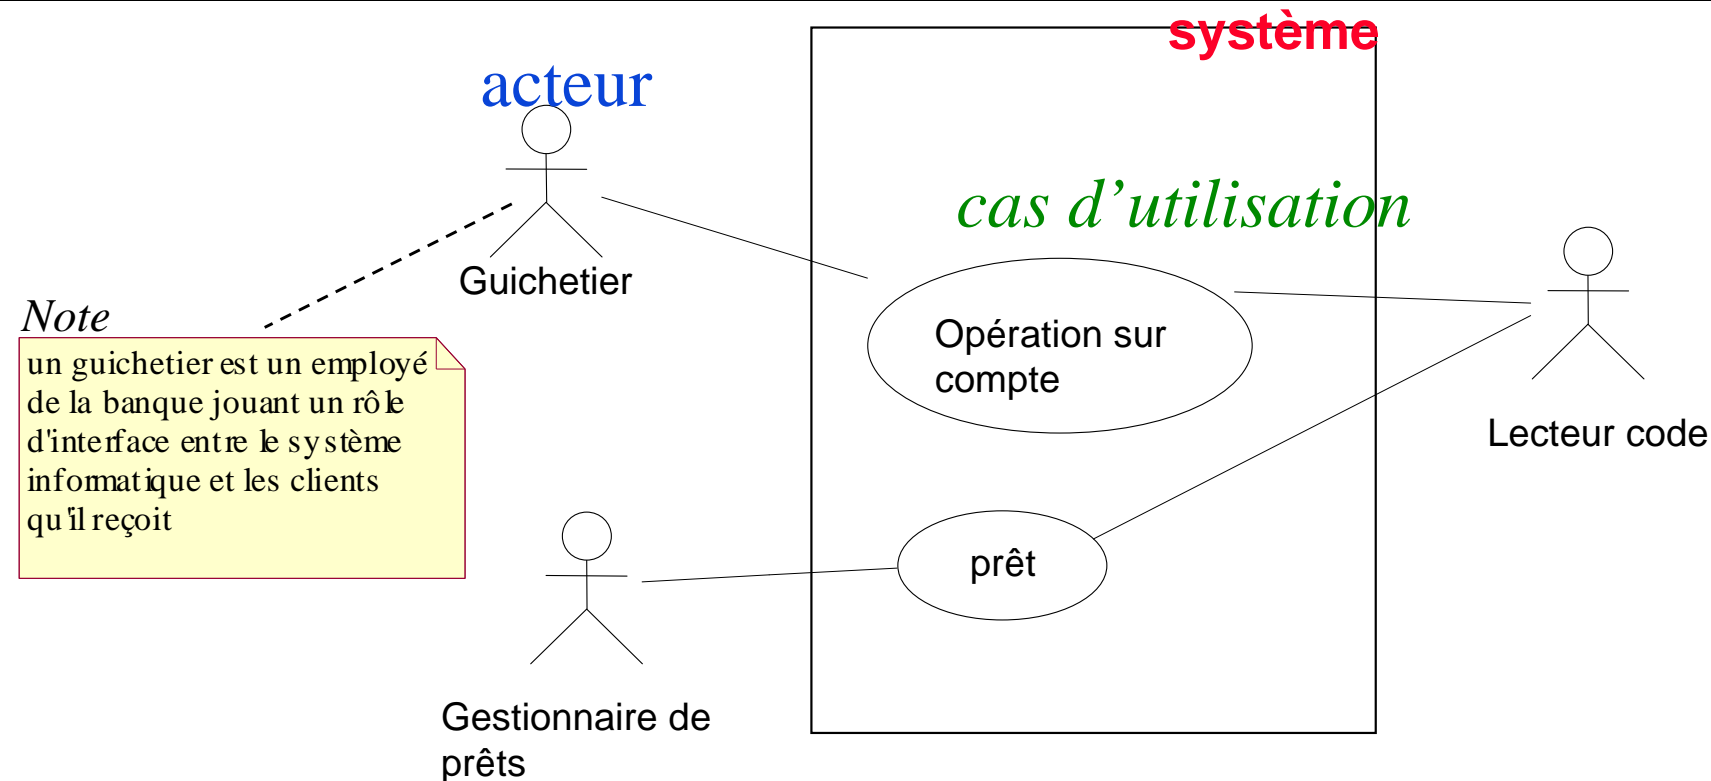 système
acteur
cas d’utilisation
Guichetier
Note
un guichetier est un employé
de la banque jouant un rôle
d'interface entre le système
informatique et les clients
qu'il reçoit
Opération sur
compte
Lecteur code
prêt
Gestionnaire de
prêts